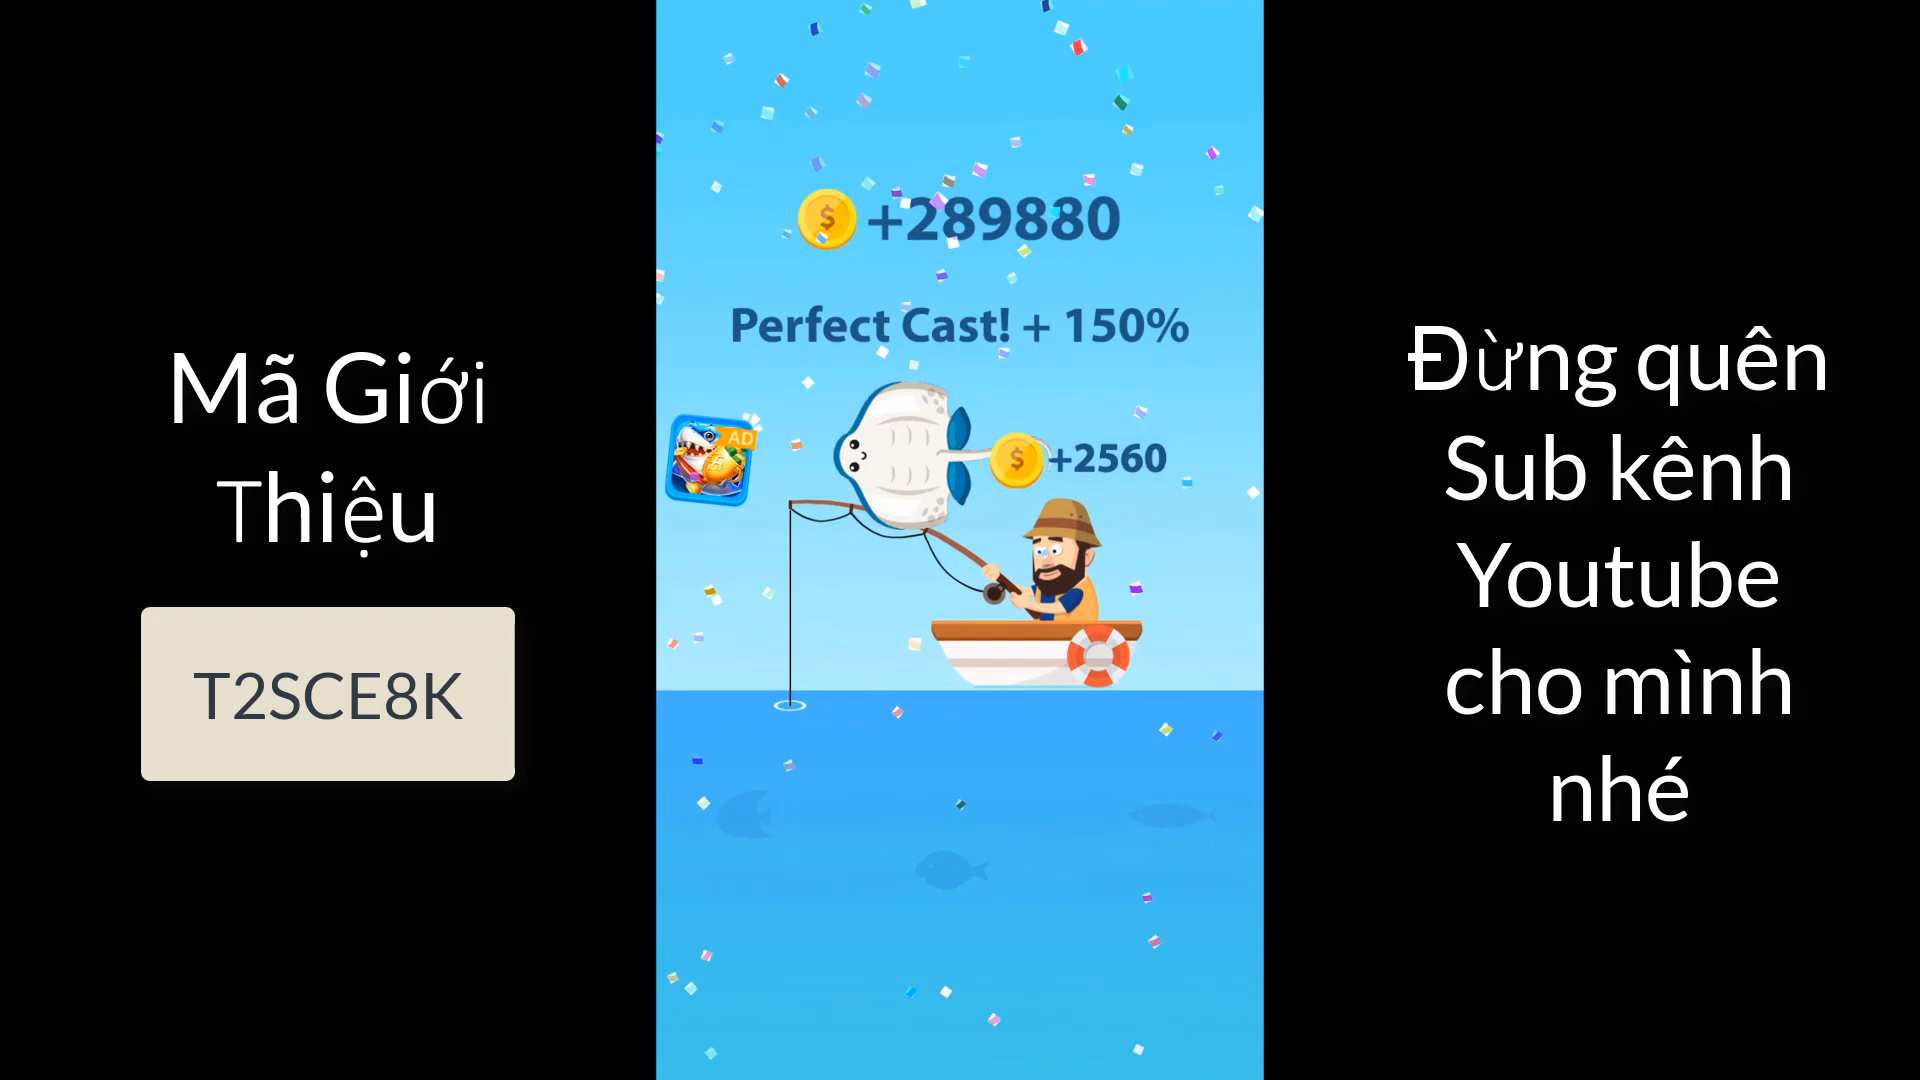 Mã Giới
Thiệu
T2SCE8K
+289880
Perfect Cast! + 150%
AD
+2560
Đừng quên
Sub kênh
Youtube
cho mình
nhé